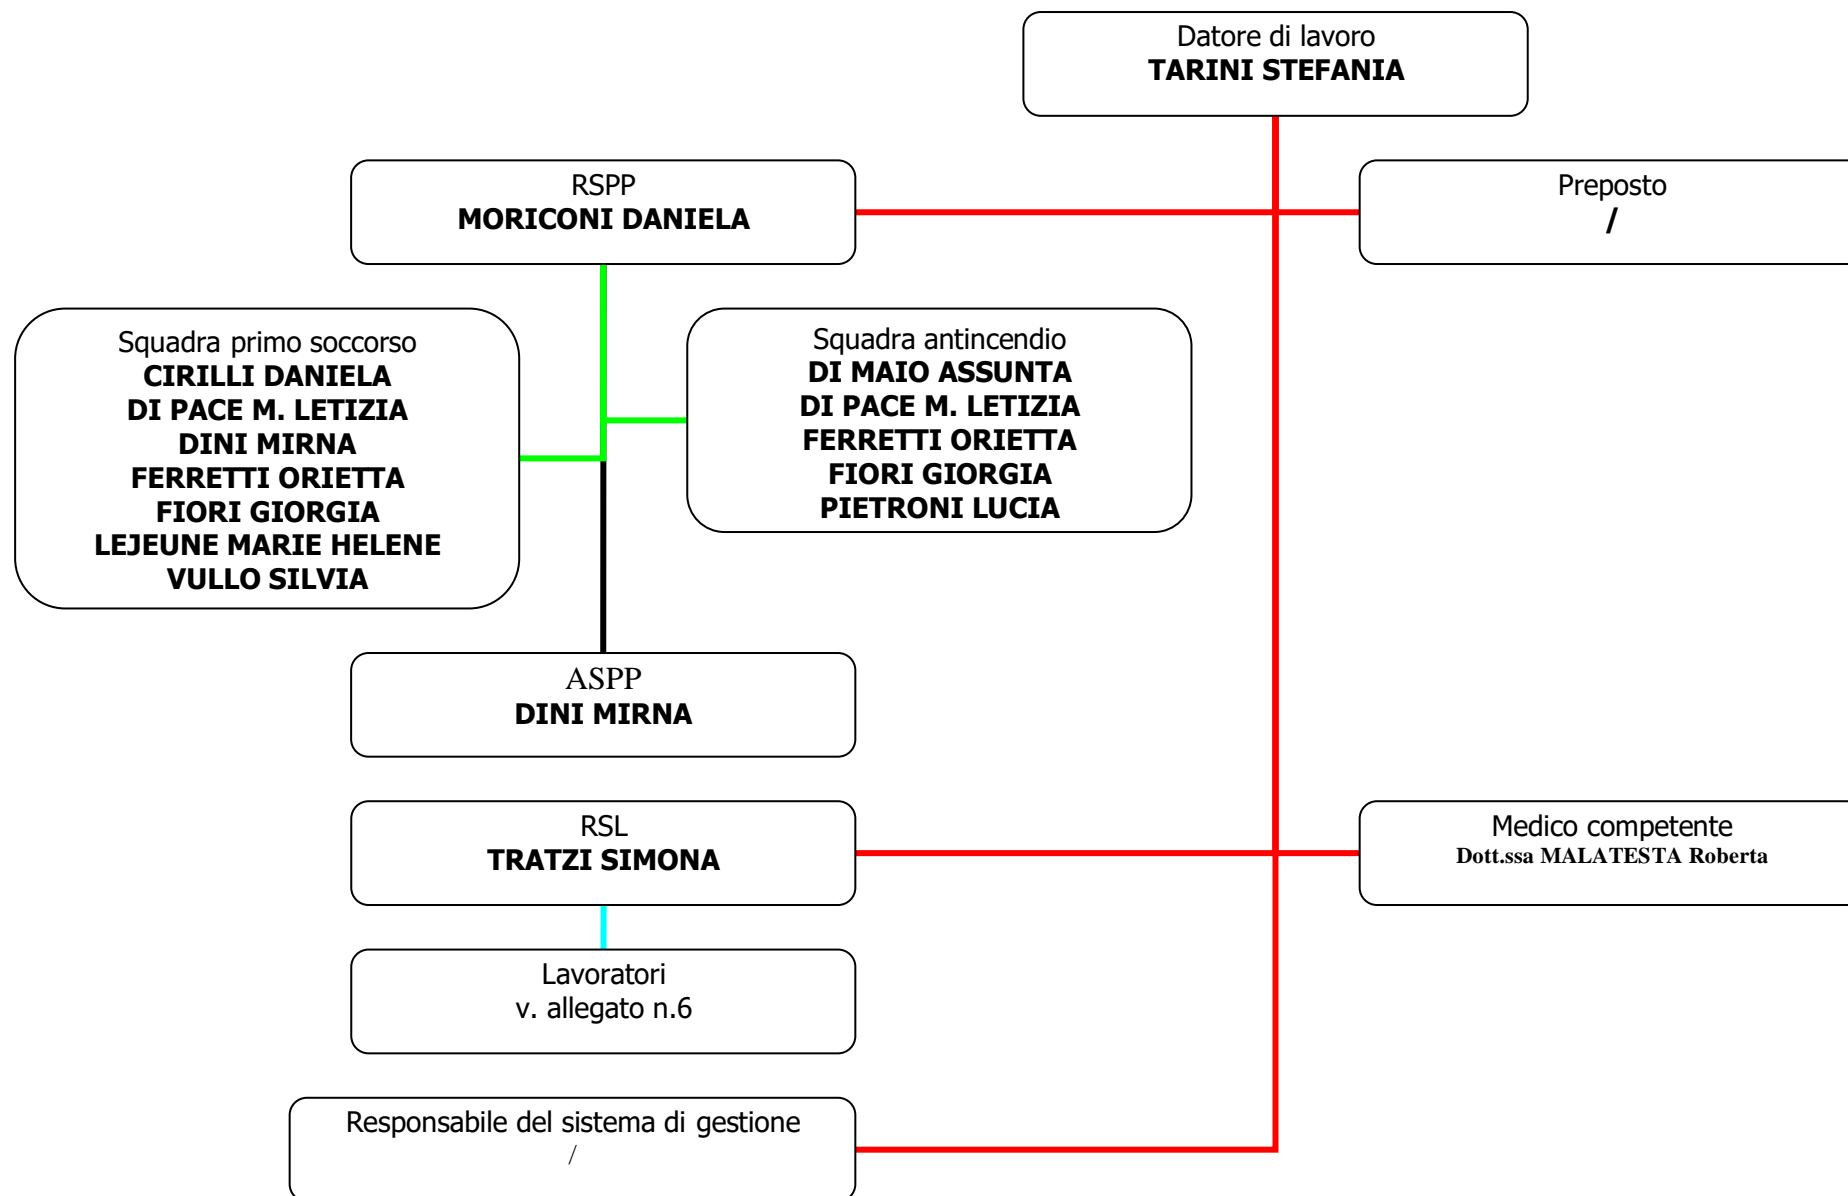 Datore di lavoro
TARINI STEFANIA
RSPP
MORICONI DANIELA
Preposto
/
Squadra primo soccorso
CIRILLI DANIELA
DI PACE M. LETIZIA
DINI MIRNA
FERRETTI ORIETTA
FIORI GIORGIA
LEJEUNE MARIE HELENE
VULLO SILVIA
Squadra antincendio
DI MAIO ASSUNTA
DI PACE M. LETIZIA
FERRETTI ORIETTA
FIORI GIORGIA
PIETRONI LUCIA
ASPP
DINI MIRNA
RSL
TRATZI SIMONA
Medico competente
Dott.ssa MALATESTA Roberta
Lavoratori
v. allegato n.6
Responsabile del sistema di gestione
/